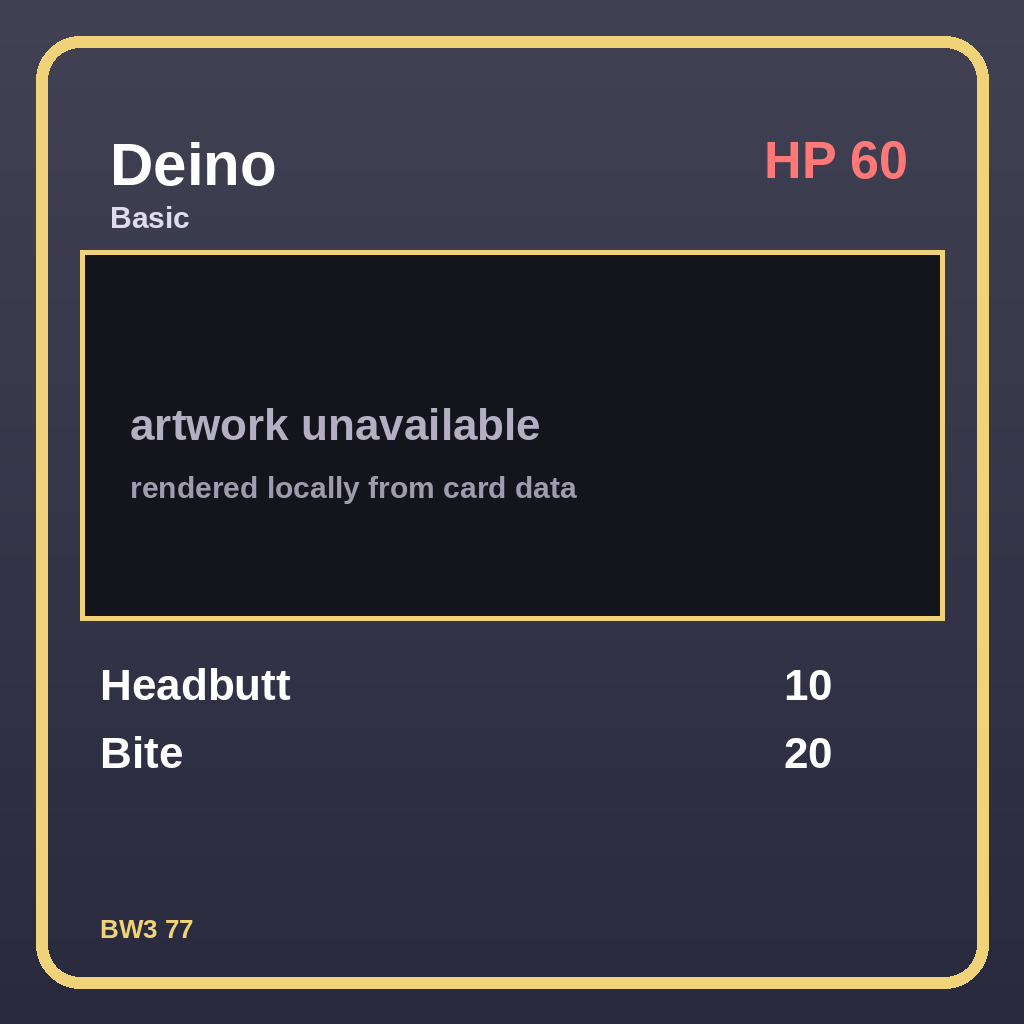 Deino
HP 60
Basic
artwork unavailable
rendered locally from card data
Headbutt 10
Bite 20
BW3 77